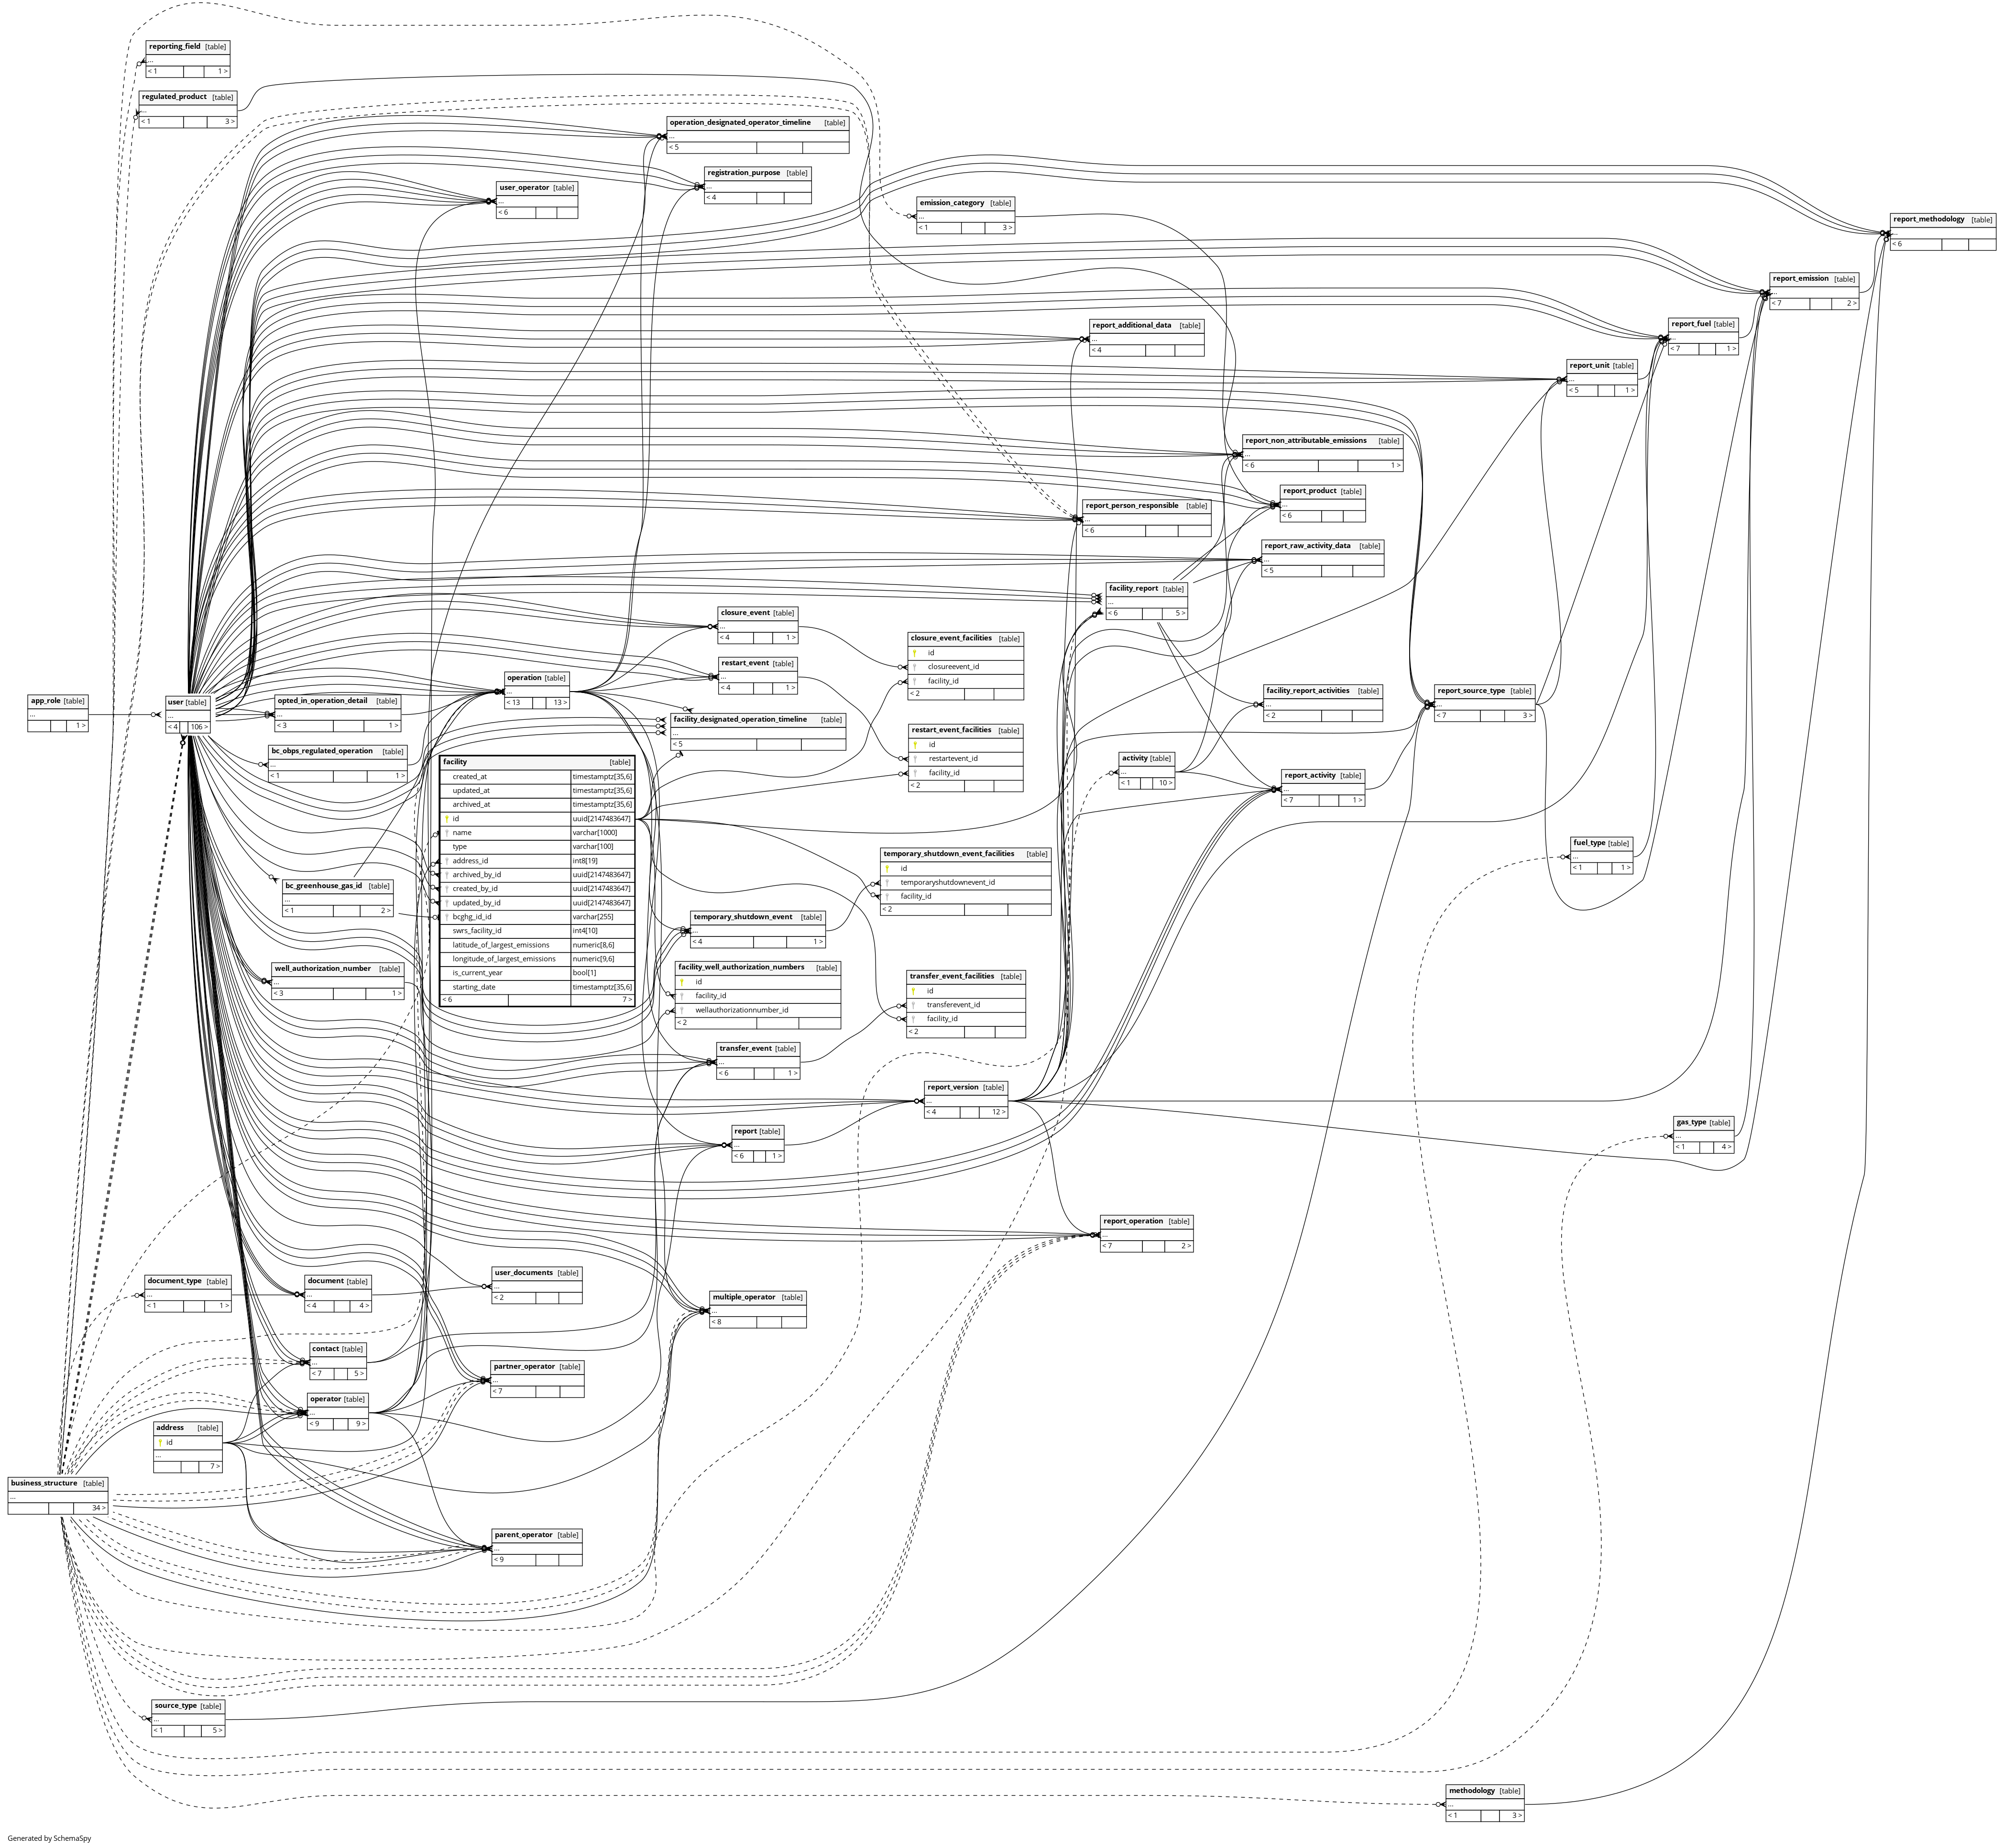 reporting_field [table]
...
< 1 1 >
regulated_product [table]
...
< 1 3 >
operation_designated_operator_timeline [table]
...
< 5
registration_purpose [table]
...
< 4
user_operator [table]
...
< 6
emission_category [table]
...
< 1 3 >
report_methodology [table]
...
< 6
report_emission [table]
...
< 7 2 >
report_fuel [table]
...
< 7 1 >
report_additional_data [table]
...
< 4
report_unit [table]
...
< 5 1 >
report_non_attributable_emissions [table]
...
< 6 1 >
report_product [table]
...
< 6
report_person_responsible [table]
...
< 6
report_raw_activity_data [table]
...
< 5
facility_report [table]
...
< 6 5 >
closure_event [table]
...
< 4 1 >
closure_event_facilities [table]
id
closureevent_id
facility_id
< 2
restart_event [table]
...
< 4 1 >
operation [table]
...
< 13 13 >
app_role [table]
...
1 >
user [table]
...
< 4 106 >
opted_in_operation_detail [table]
...
< 3 1 >
facility_report_activities [table]
...
< 2
report_source_type [table]
...
< 7 3 >
facility_designated_operation_timeline [table]
...
< 5
restart_event_facilities [table]
id
restartevent_id
facility_id
< 2
bc_obps_regulated_operation [table]
...
< 1 1 >
activity [table]
...
< 1 10 >
report_activity [table]
...
< 7 1 >
facility [table]
created_at timestamptz[35,6]
updated_at timestamptz[35,6]
archived_at timestamptz[35,6]
id uuid[2147483647]
name varchar[1000]
type varchar[100]
address_id int8[19]
archived_by_id uuid[2147483647]
created_by_id uuid[2147483647]
updated_by_id uuid[2147483647]
bcghg_id_id varchar[255]
swrs_facility_id int4[10]
latitude_of_largest_emissions numeric[8,6]
longitude_of_largest_emissions numeric[9,6]
is_current_year bool[1]
starting_date timestamptz[35,6]
< 6 7 >
fuel_type [table]
...
< 1 1 >
temporary_shutdown_event_facilities [table]
id
temporaryshutdownevent_id
facility_id
< 2
bc_greenhouse_gas_id [table]
...
< 1 2 >
temporary_shutdown_event [table]
...
< 4 1 >
well_authorization_number [table]
...
< 3 1 >
facility_well_authorization_numbers [table]
id
facility_id
wellauthorizationnumber_id
< 2
transfer_event_facilities [table]
id
transferevent_id
facility_id
< 2
transfer_event [table]
...
< 6 1 >
report_version [table]
...
< 4 12 >
report [table]
...
< 6 1 >
gas_type [table]
...
< 1 4 >
report_operation [table]
...
< 7 2 >
document_type [table]
...
< 1 1 >
document [table]
...
< 4 4 >
user_documents [table]
...
< 2
multiple_operator [table]
...
< 8
contact [table]
...
< 7 5 >
partner_operator [table]
...
< 7
operator [table]
...
< 9 9 >
address [table]
id
...
7 >
business_structure [table]
...
34 >
parent_operator [table]
...
< 9
source_type [table]
...
< 1 5 >
methodology [table]
...
< 1 3 >
Generated by SchemaSpy